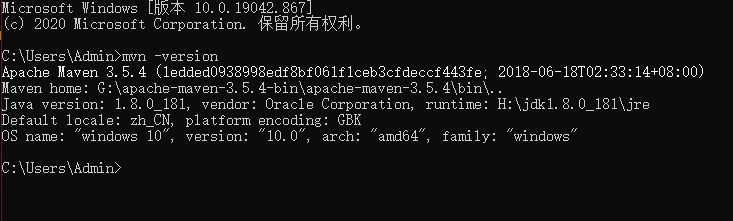 Microsoft Windows [版本 10.0.19042.867]
(c) 2020 Microsoft Corporation. 保留所有权利。
C:\Users\Admin>mvn -version
Apache Maven 3.5.4 (1edded0938998edf8bf061f1ceb3cfdeccf443fe; 2018-06-18T02:33:14+08:00)
Maven home: G:\apache-maven-3.5.4-bin\apache-maven-3.5.4\bin\..
Java version: 1.8.0_181, vendor: Oracle Corporation, runtime: H:\jdk1.8.0_181\jre
Default locale: zh_CN, platform encoding: GBK
OS name: "windows 10", version: "10.0", arch: "amd64", family: "windows"
C:\Users\Admin>